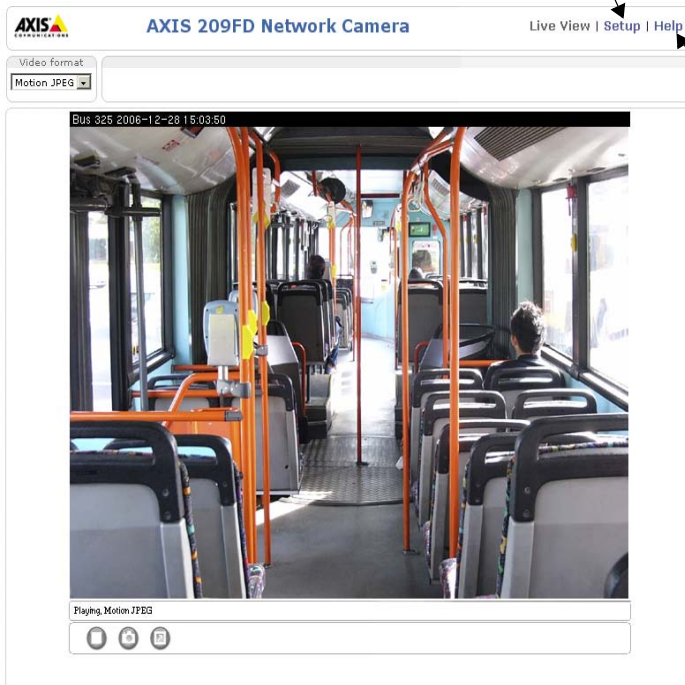 AXIS
COMMUNICATIONS
AXIS 209FD Network Camera
Live View | Setup | Help
Video format
Motion JPEG
Bus 325 2006-12-28 15:03:50
Playing, Motion JPEG